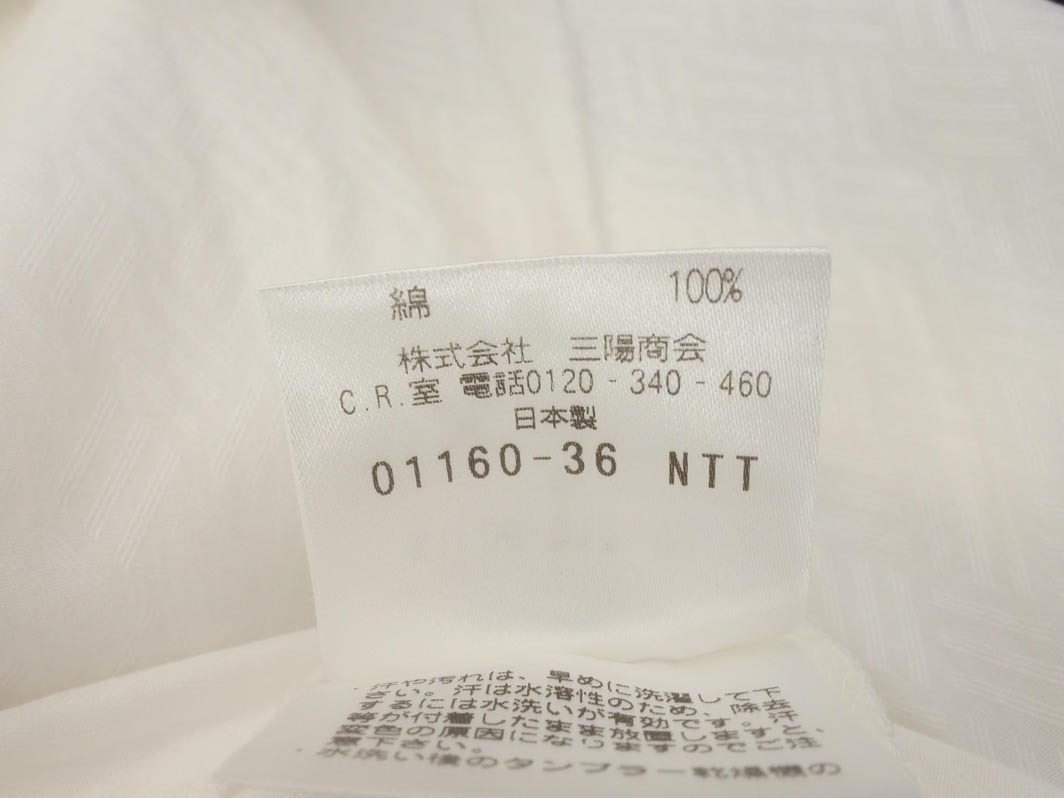 綿 100%
株式会社 三陽商会
C.R.室 電話0120-340-460
日本製
01160-36 NTT
・汗や汚れは、早めに洗濯して下
さい。汗は水溶性のため、除去
するには水洗いが有効です。汗
等が付着したまま放置しますと、
変色の原因になりますのでご注
意下さい。
・水洗い後のタンブラー乾燥機の